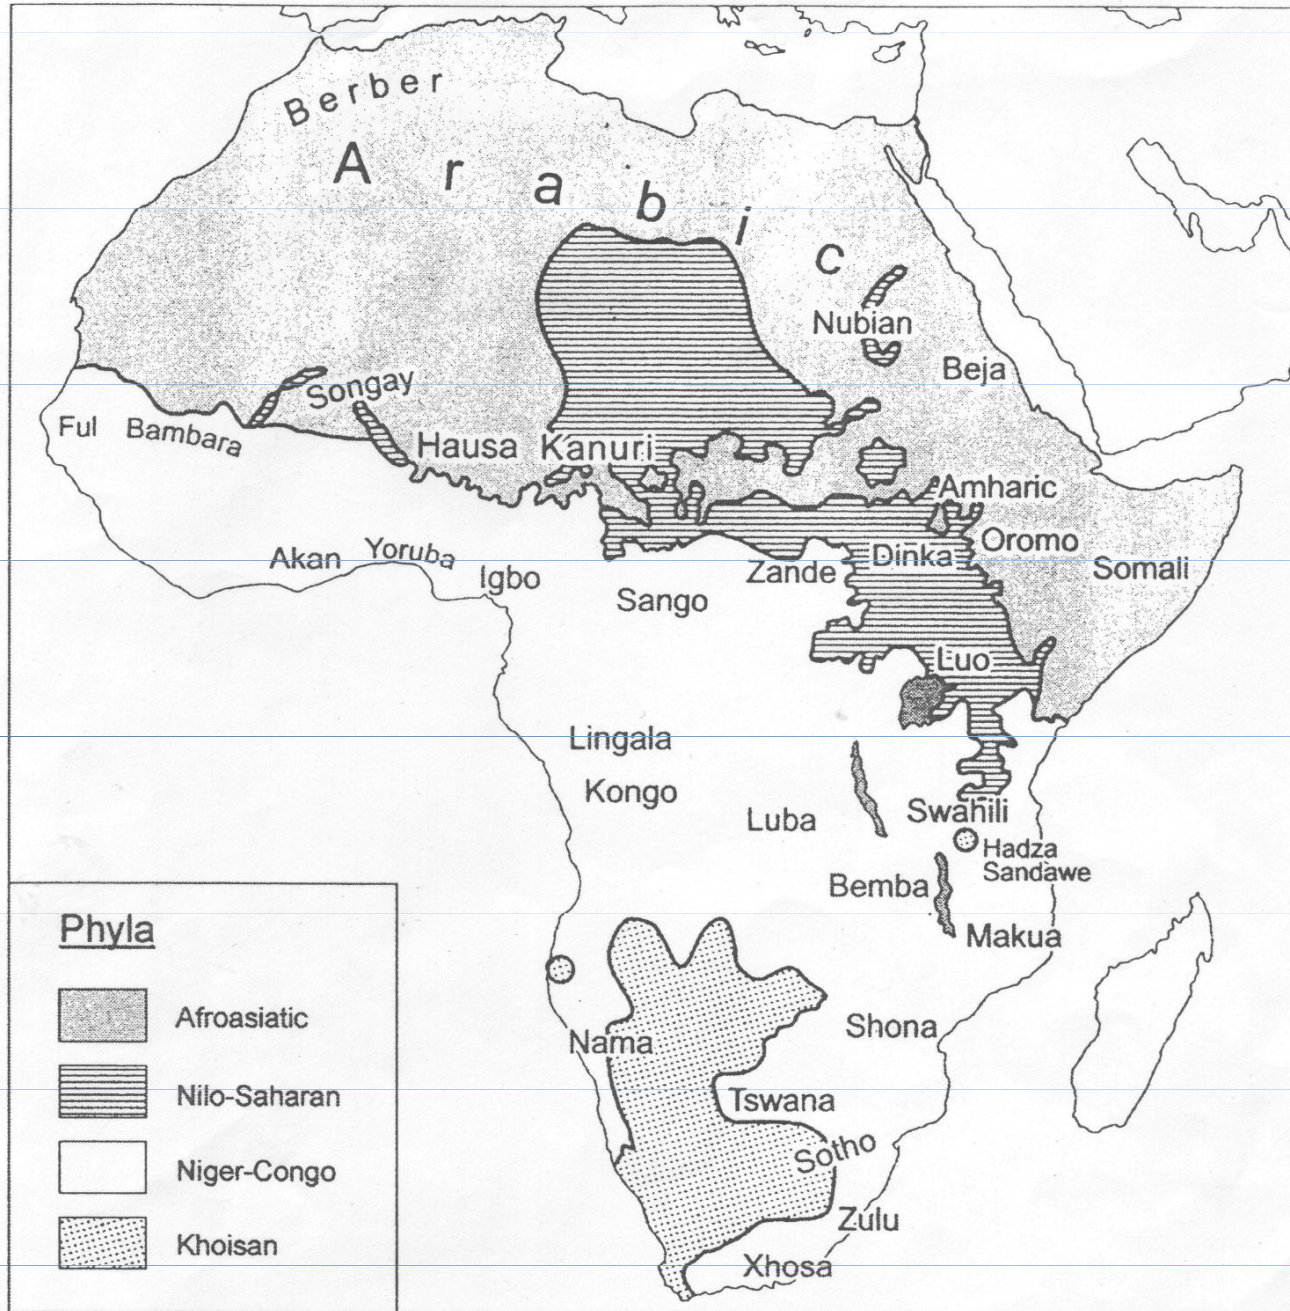 Berber
Arabic
Nubian
Beja
Songay
Ful
Bambara
Hausa
Kanuri
Amharic
Oromo
Somali
Dinka
Akan
Yoruba
Igbo
Zande
Sango
Luo
Lingala
Kongo
Luba
Swahili
Hadza
Sandawe
Bemba
Makua
Nama
Shona
Tswana
Sotho
Zulu
Xhosa
Phyla
Afroasiatic
Nilo-Saharan
Niger-Congo
Khoisan